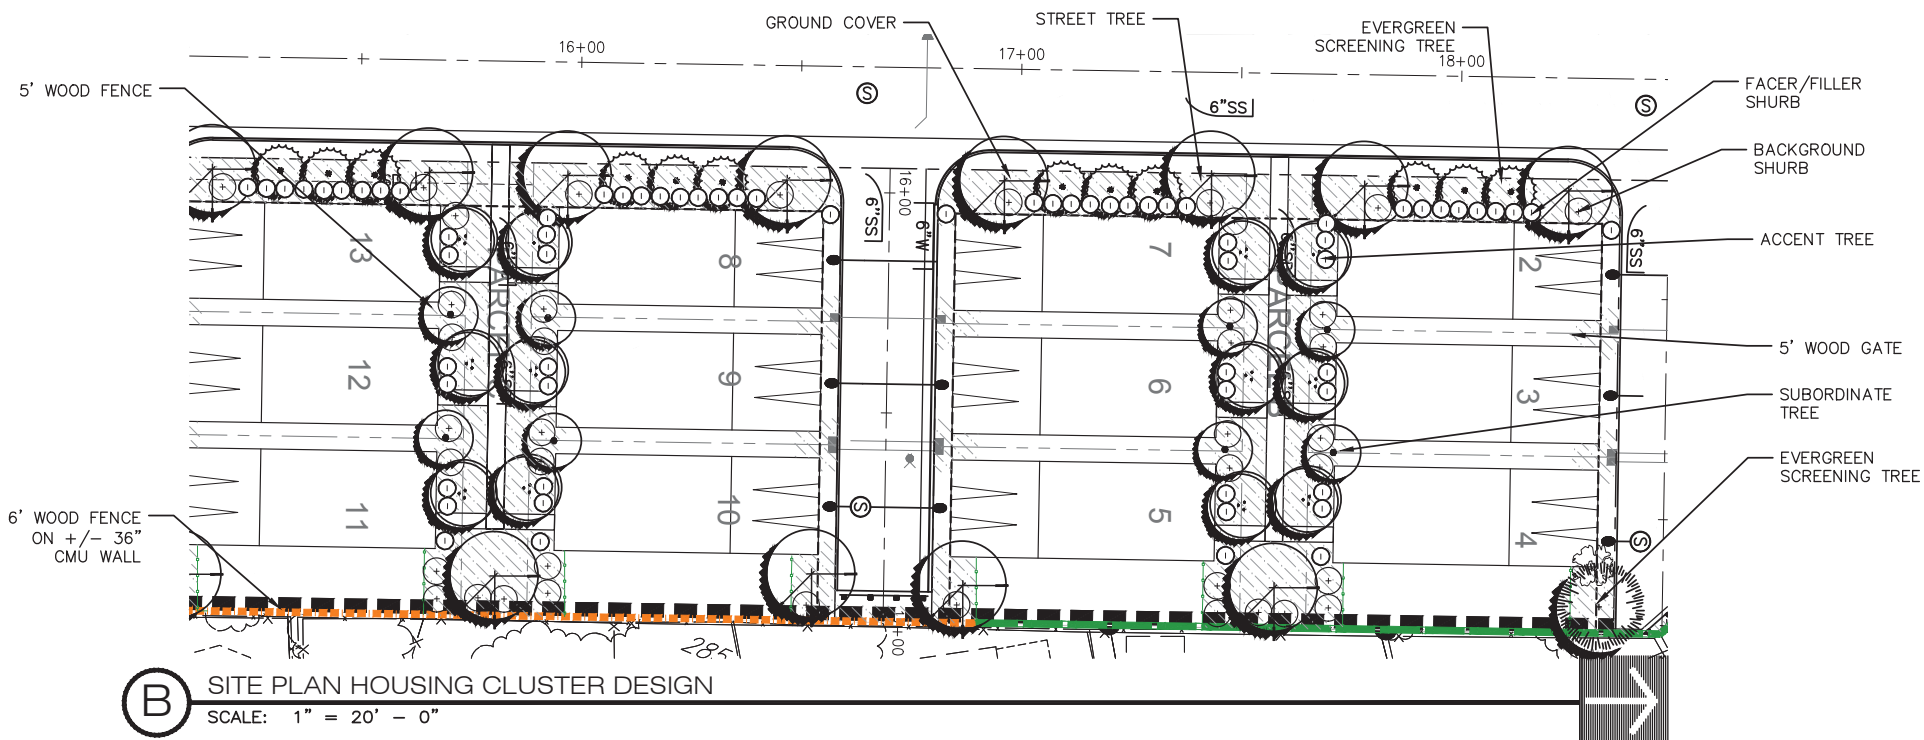 GROUND COVER
STREET TREE
EVERGREEN
SCREENING TREE
16+00
17+00
18+00
5' WOOD FENCE
S
6"SS
S
FACER/FILLER
SHURB
BACKGROUND
SHURB
ACCENT TREE
5' WOOD GATE
SUBORDINATE
TREE
EVERGREEN
SCREENING TREE
6"SS
16+00
6"W
6"SS
13
8
7
2
12
9
6
3
11
10
5
4
S
S
6' WOOD FENCE
ON +/- 36"
CMU WALL
285
B
SITE PLAN HOUSING CLUSTER DESIGN
SCALE: 1" = 20' - 0"